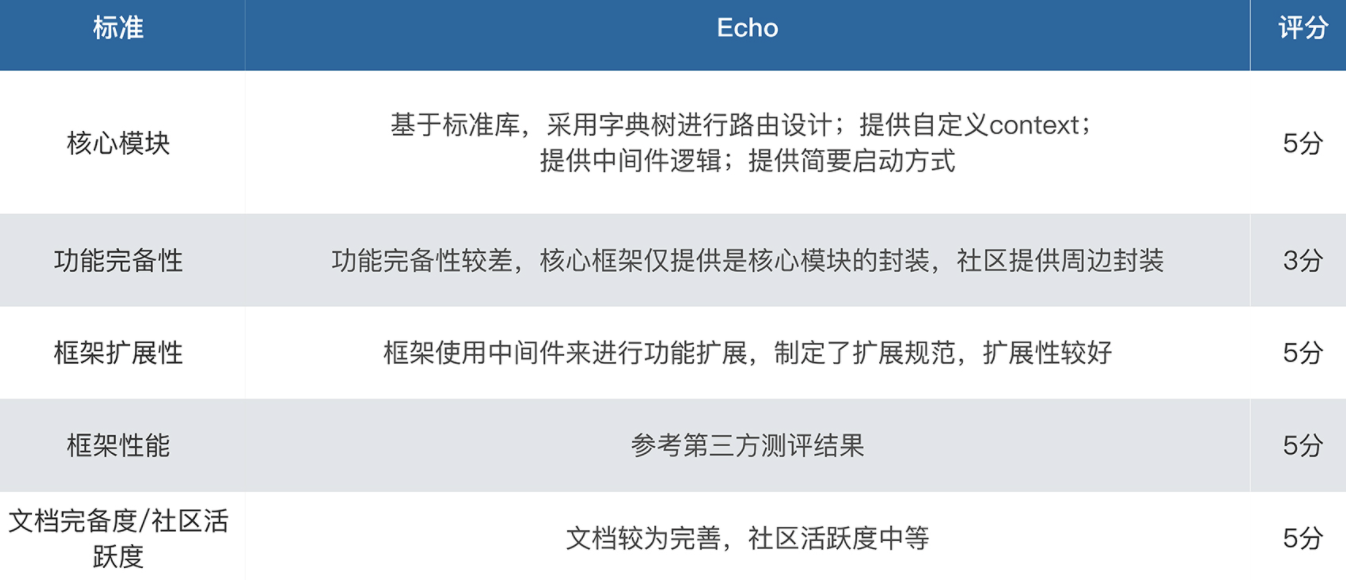 标准 Echo 评分
基于标准库，采用字典树进行路由设计；提供自定义context；
核心模块 5分
提供中间件逻辑；提供简要启动方式
功能完备性 功能完备性较差，核心框架仅提供是核心模块的封装，社区提供周边封装 3分
框架扩展性 框架使用中间件来进行功能扩展，制定了扩展规范，扩展性较好 5分
框架性能 参考第三方测评结果 5分
文档完备度/社区活
跃度
文档较为完善，社区活跃度中等 5分